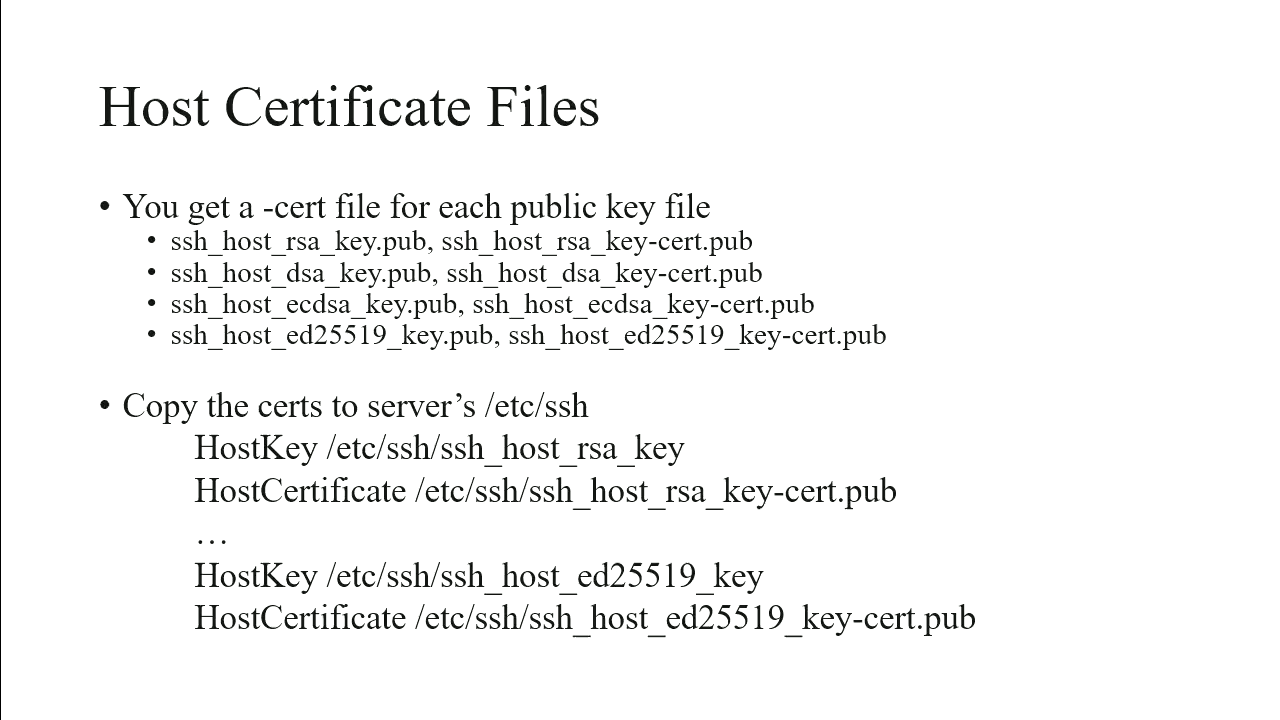 Host Certificate Files
• You get a -cert file for each public key file
• ssh_host_rsa_key.pub, ssh_host_rsa_key-cert.pub
• ssh_host_dsa_key.pub, ssh_host_dsa_key-cert.pub
• ssh_host_ecdsa_key.pub, ssh_host_ecdsa_key-cert.pub
• ssh_host_ed25519_key.pub, ssh_host_ed25519_key-cert.pub
• Copy the certs to server’s /etc/ssh
HostKey /etc/ssh/ssh_host_rsa_key
HostCertificate /etc/ssh/ssh_host_rsa_key-cert.pub
…
HostKey /etc/ssh/ssh_host_ed25519_key
HostCertificate /etc/ssh/ssh_host_ed25519_key-cert.pub